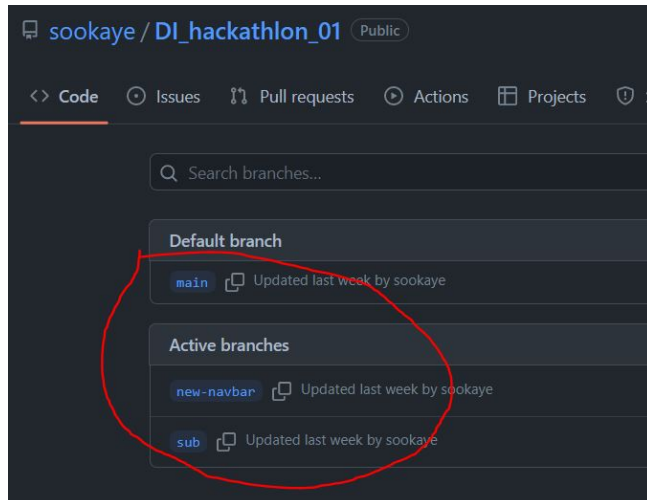 sookaye / DI_hackathlon_01 Public
<> Code Issues Pull requests Actions Projects
Search branches...
Default branch
main Updated last week by sookaye
Active branches
new-navbar Updated last week by sookaye
sub Updated last week by sookaye